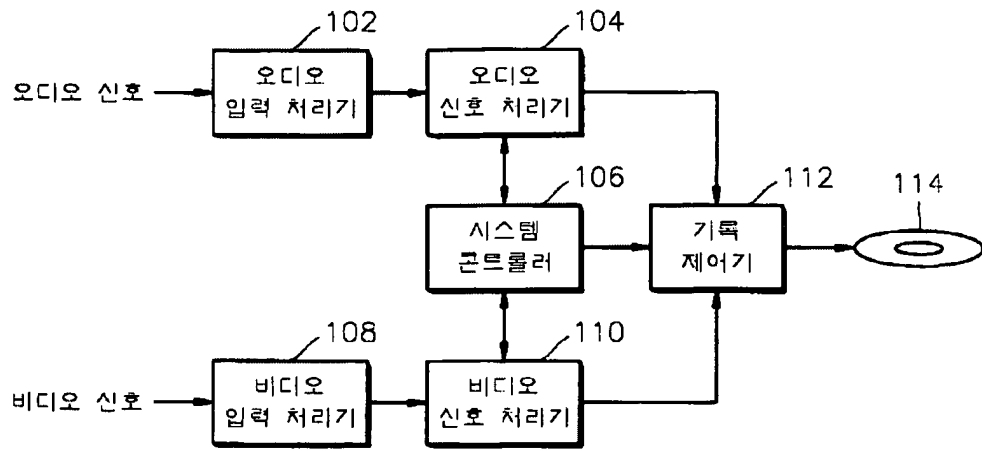 102
104
오디오 신호
오디오
입력 처리기
오디오
신호 처리기
106
112
114
시스템
콘트롤러
기록
제어기
108
110
비디오 신호
비디오
입력 처리기
비디오
신호 처리기